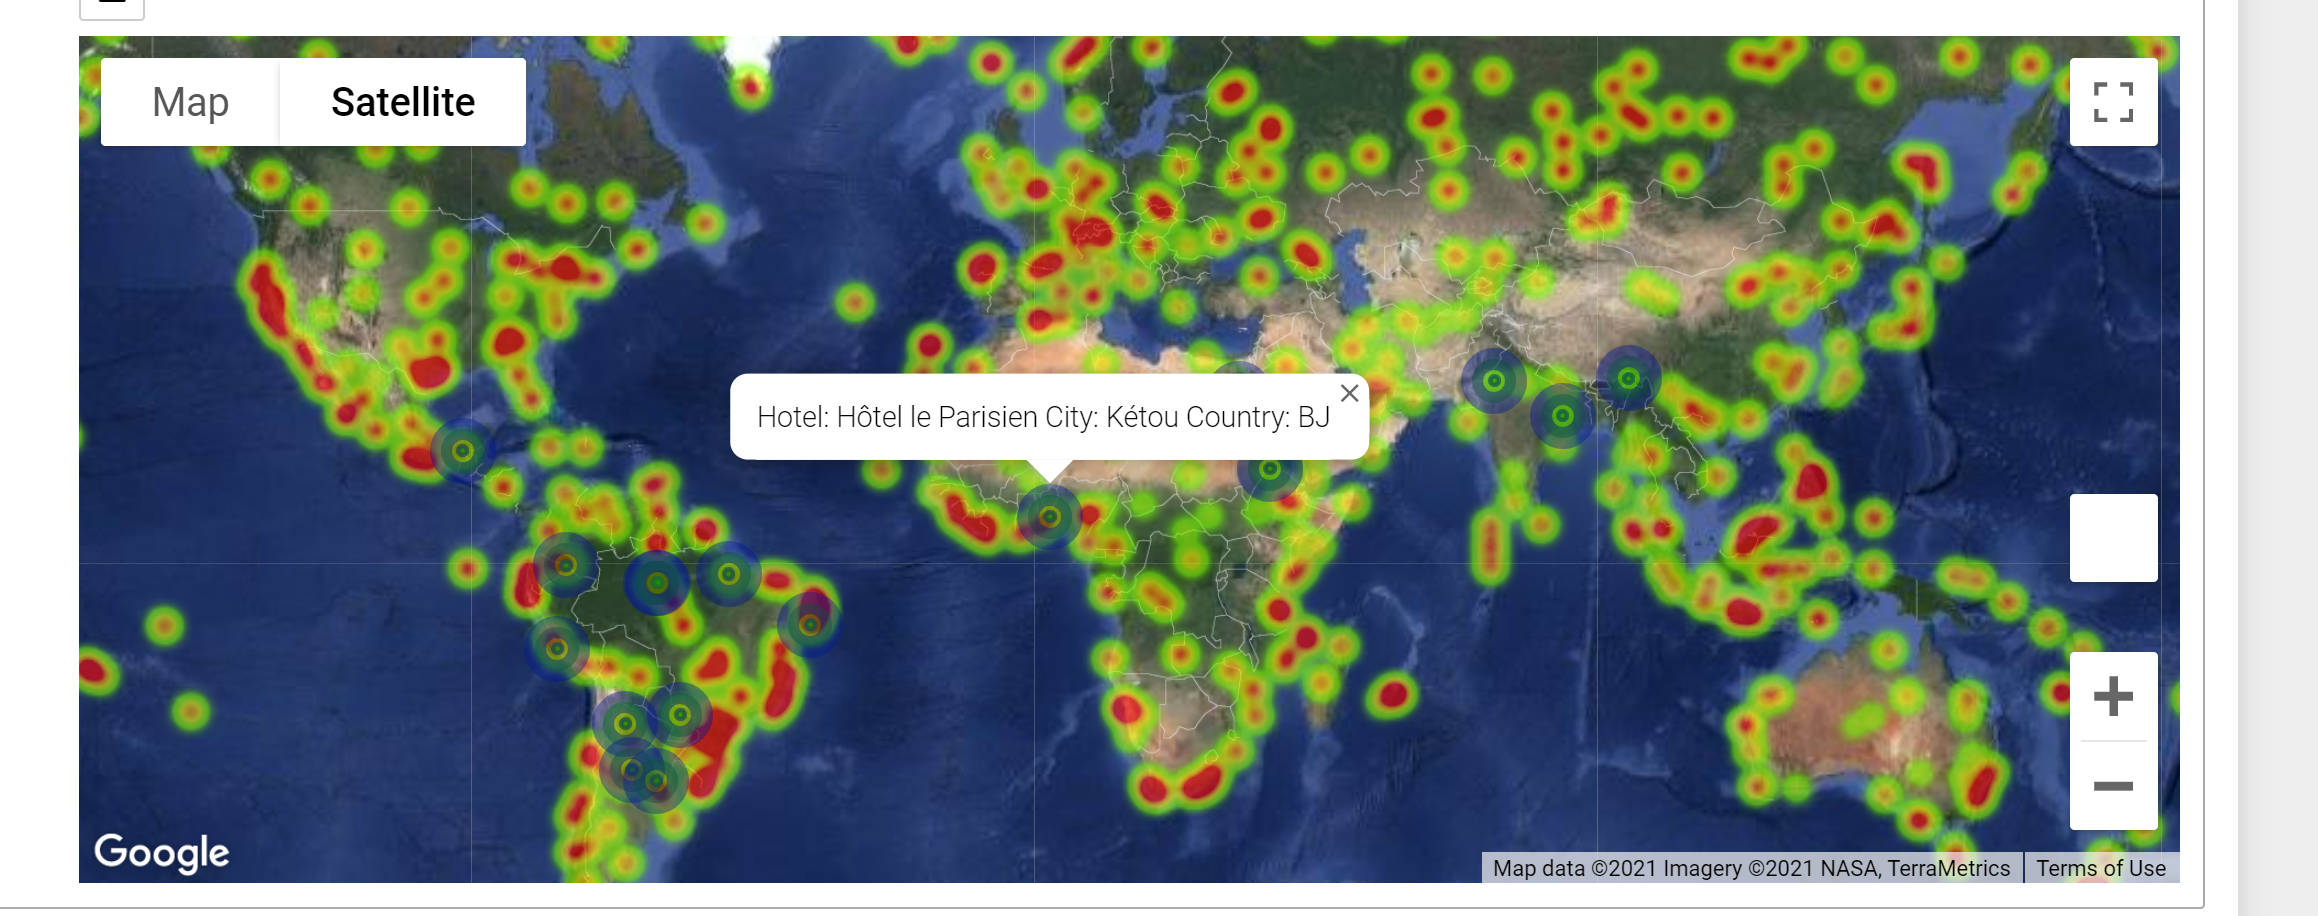 Map
Satellite
Hotel: Hôtel le Parisien City: Kétou Country: BJ
Google
Map data ©2021 Imagery ©2021 NASA, TerraMetrics
Terms of Use